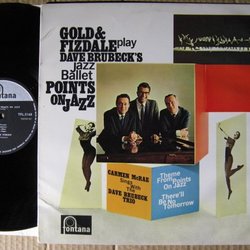 GOLD &
FIZDALE play
DAVE BRUBECK'S
Jazz
Ballet
POINTS
ON JAZZ
CARMEN McRAE
Sings
With The
DAVE BRUBECK
TRIO
Theme
From Points
On Jazz
There'll
Be No
Tomorrow
fontana
fontana